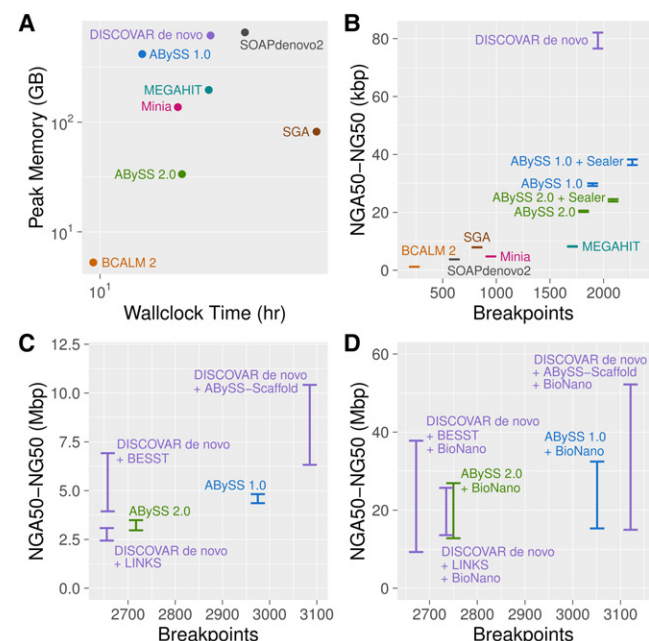 A
DISCOVAR de novo
SOAPdenovo2
ABySS 1.0
MEGAHIT
Minia
SGA
ABySS 2.0
BCALM 2
10²
10¹
10¹
Peak Memory (GB)
Wallclock Time (hr)
B
DISCOVAR de novo
ABySS 1.0 + Sealer
ABySS 1.0
ABySS 2.0 + Sealer
ABySS 2.0
SGA
BCALM 2
MEGAHIT
Minia
SOAPdenovo2
80
60
40
20
0
500
1000
1500
2000
NGA50−NG50 (kbp)
Breakpoints
C
DISCOVAR de novo
+ ABySS−Scaffold
DISCOVAR de novo
+ BESST
ABySS 1.0
ABySS 2.0
DISCOVAR de novo
+ LINKS
12.5
10.0
7.5
5.0
2.5
0.0
2700
2800
2900
3000
3100
NGA50−NG50 (Mbp)
Breakpoints
D
DISCOVAR de novo
+ ABySS−Scaffold
+ BioNano
DISCOVAR de novo
+ BESST
+ BioNano
ABySS 1.0
+ BioNano
ABySS 2.0
+ BioNano
DISCOVAR de novo
+ LINKS
+ BioNano
60
40
20
0
2700
2800
2900
3000
3100
NGA50−NG50 (Mbp)
Breakpoints